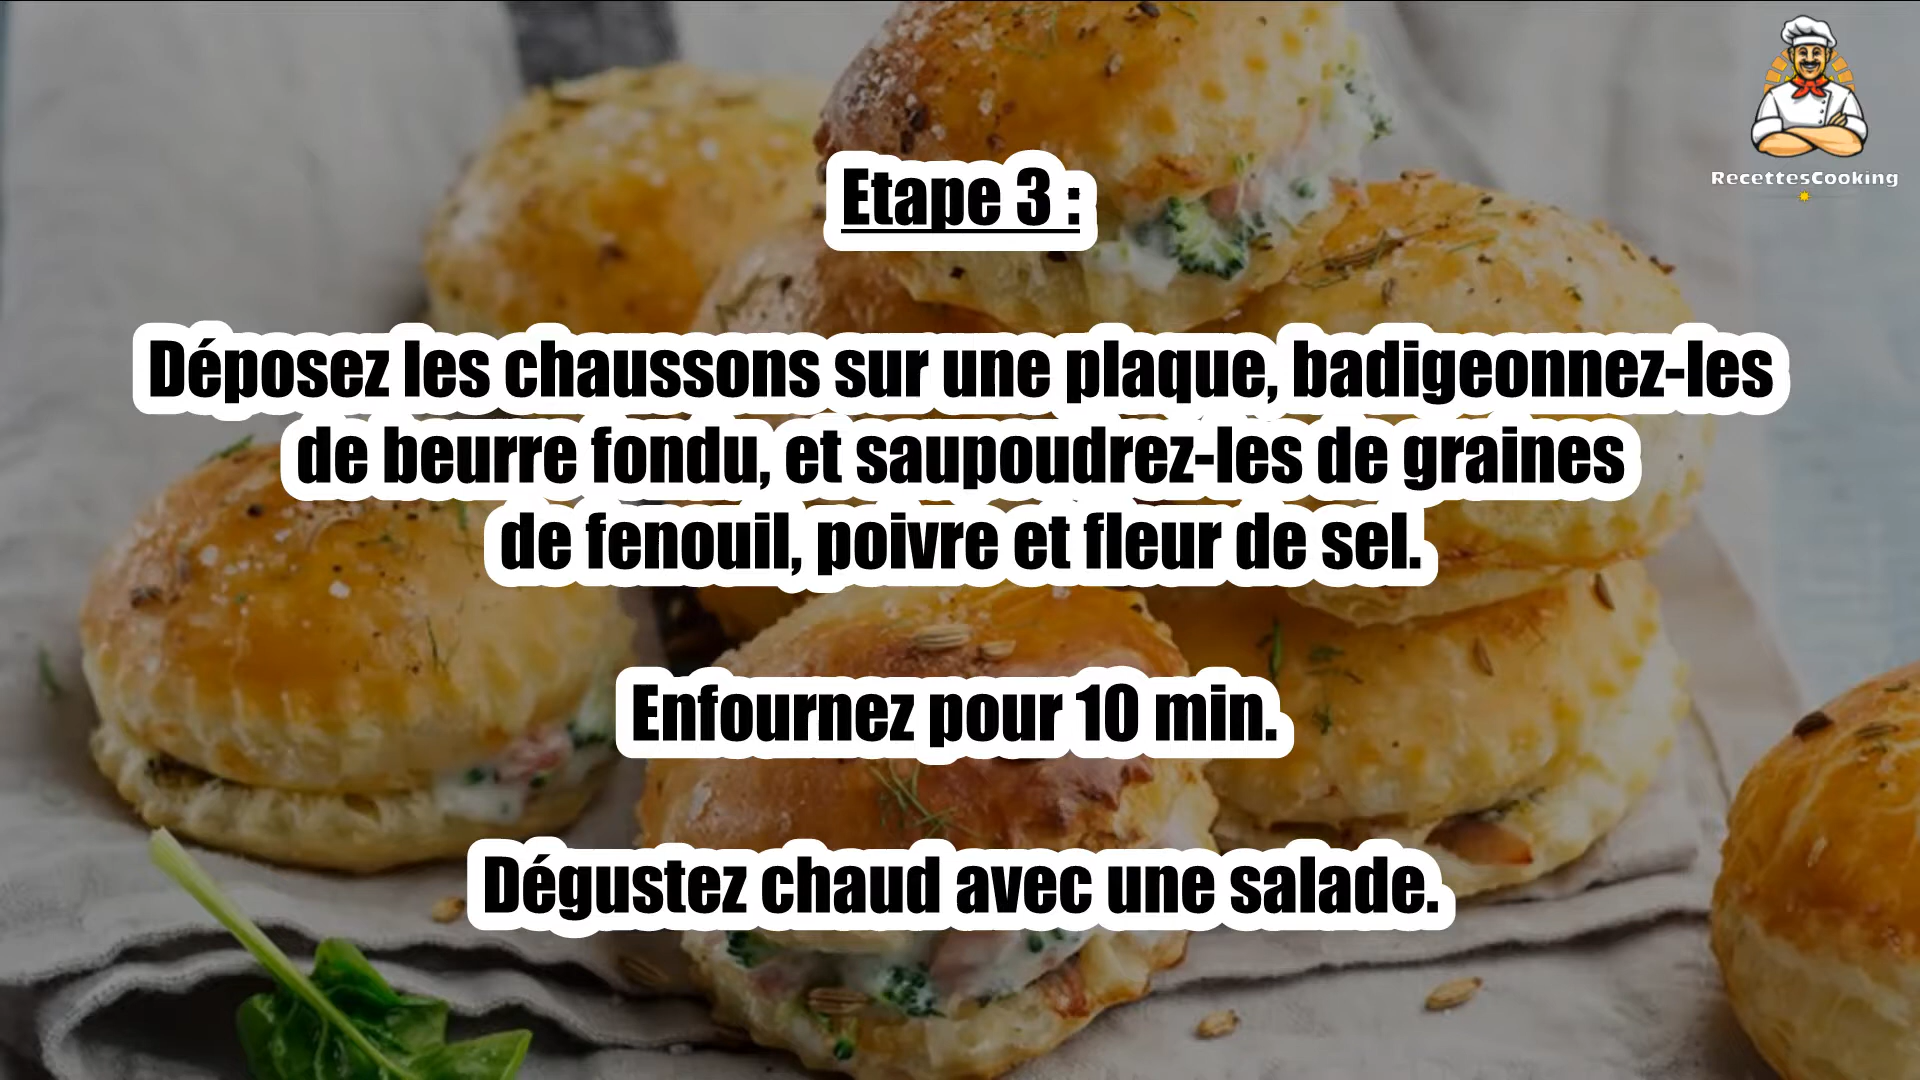 RecettesCooking
Etape 3 :
Déposez les chaussons sur une plaque, badigeonnez-les
de beurre fondu, et saupoudrez-les de graines
de fenouil, poivre et fleur de sel.
Enfournez pour 10 min.
Dégustez chaud avec une salade.